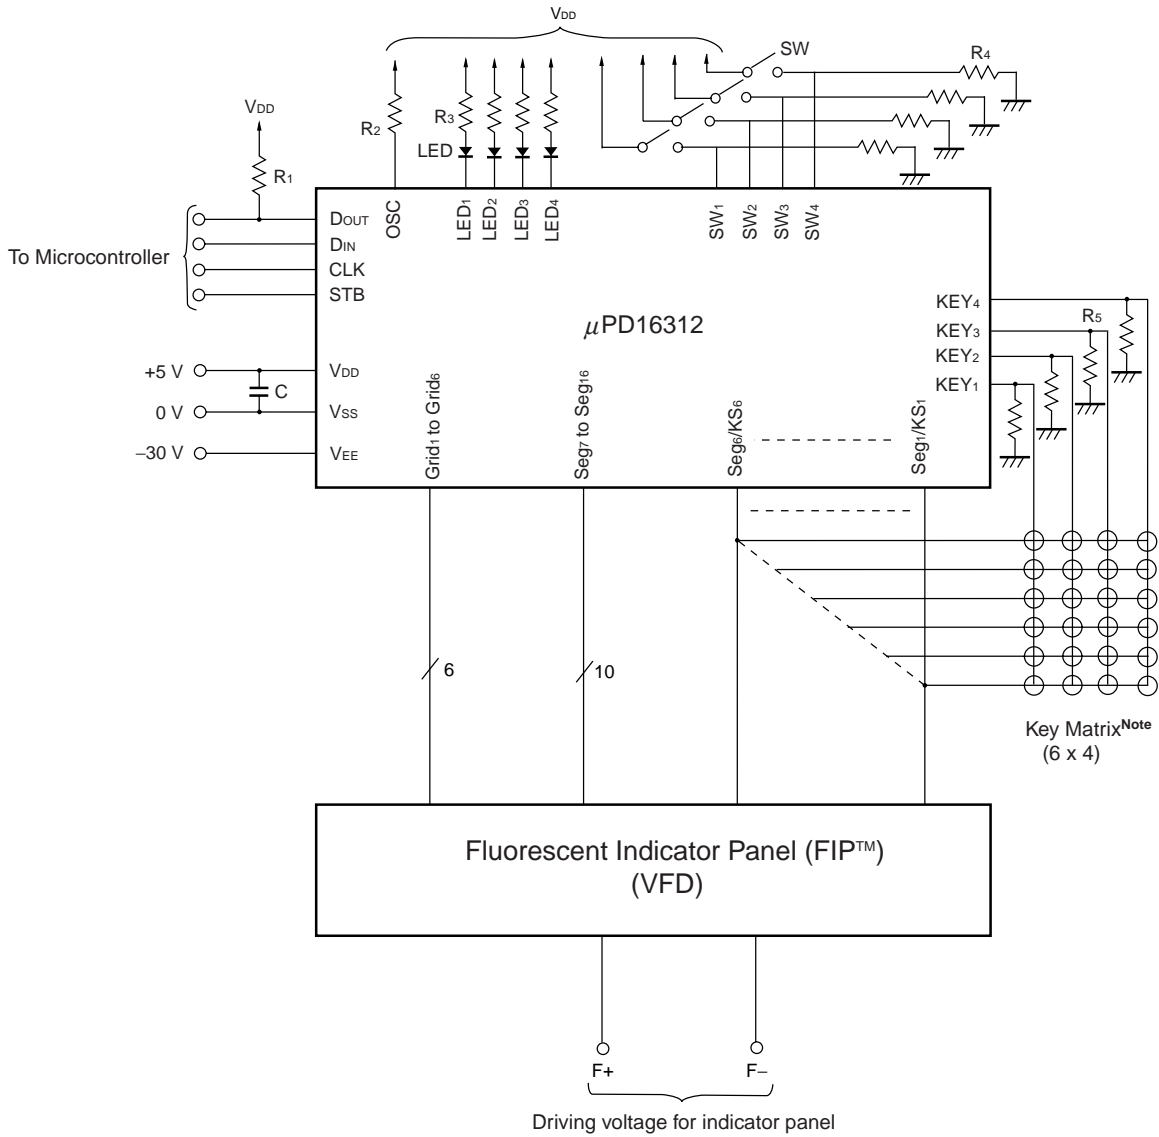 VDD
SW
R4
VDD
R2
R3
LED
R1
To Microcontroller
DOUT
DIN
CLK
STB
OSC
LED1
LED2
LED3
LED4
SW1
SW2
SW3
SW4
μPD16312
KEY4
KEY3
KEY2
KEY1
R5
+5 V
0 V
−30 V
C
VDD
VSS
VEE
Grid1 to Grid6
Seg7 to Seg16
Seg6/KS6
Seg1/KS1
6
10
Key Matrix Note
(6 x 4)
Fluorescent Indicator Panel (FIP™)
(VFD)
F+
F−
Driving voltage for indicator panel